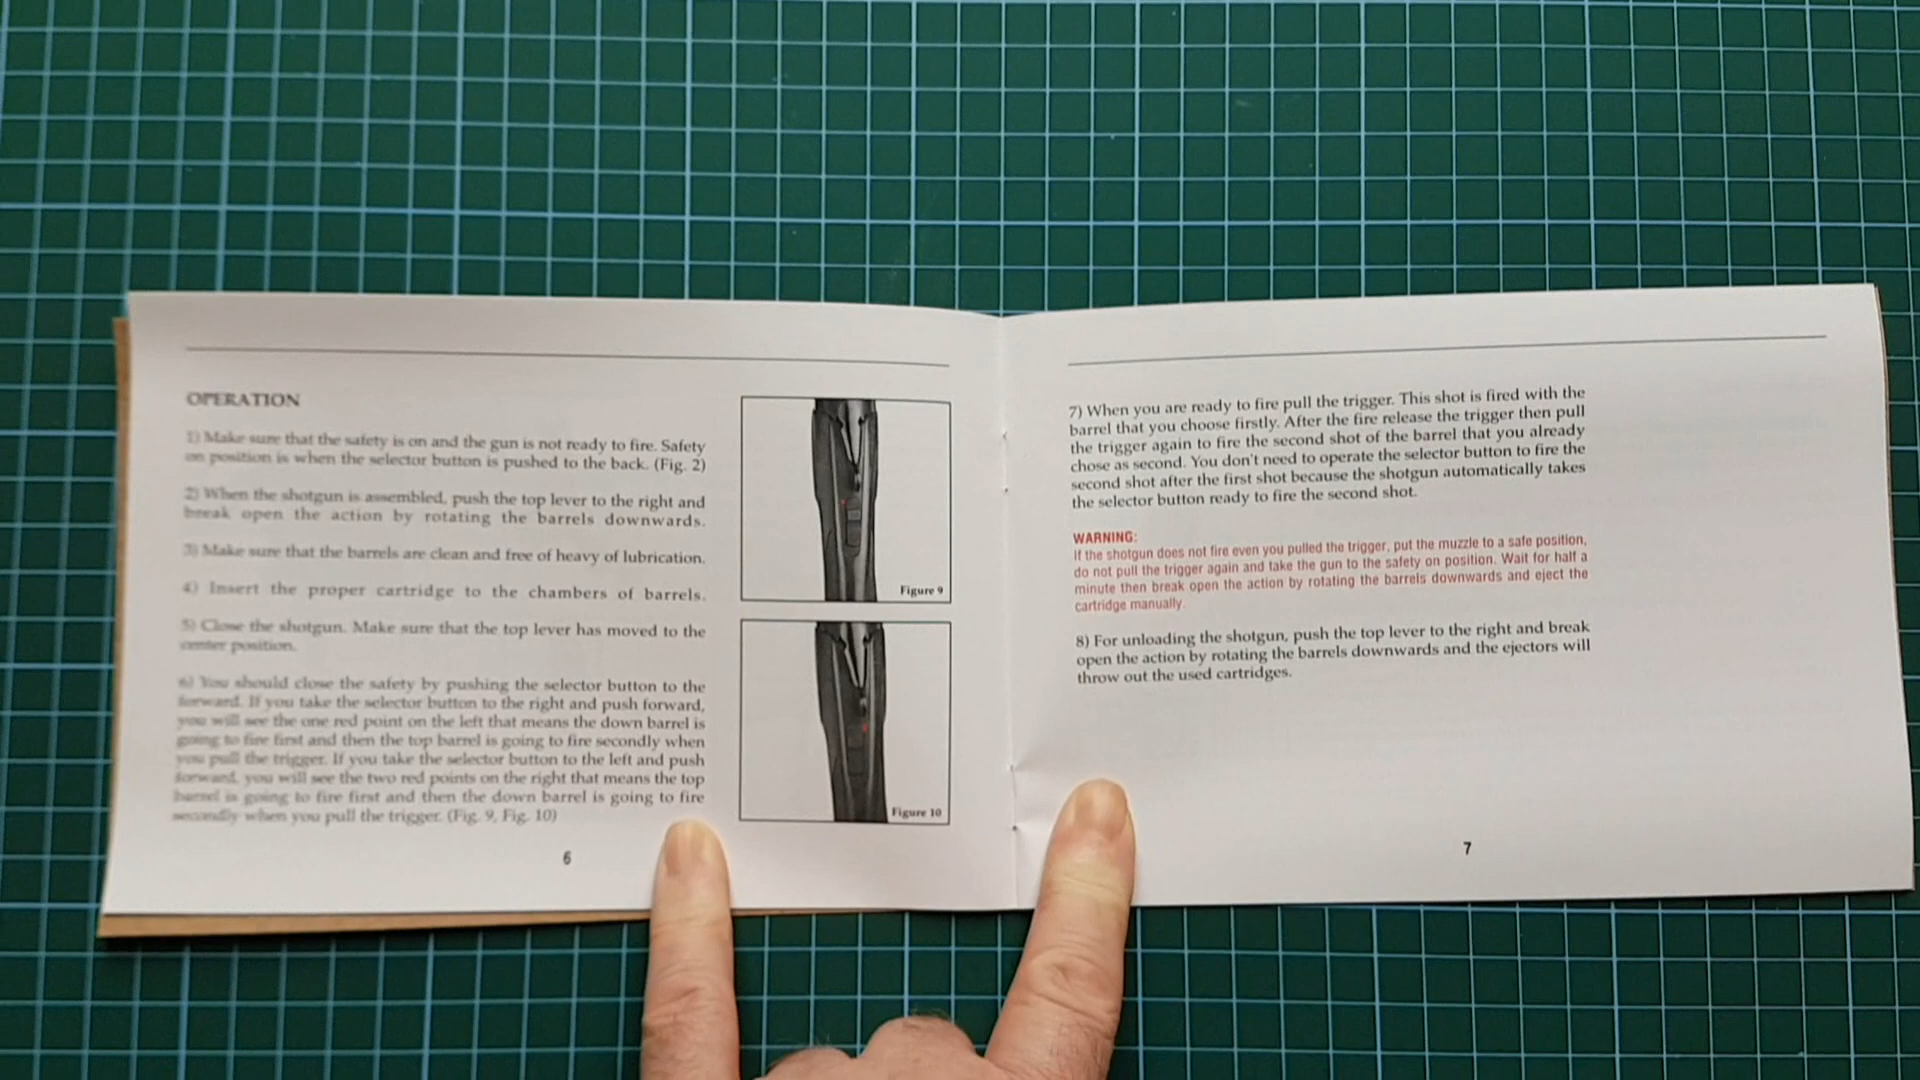 OPERATION
1) Make sure that the safety is on and the gun is not ready to fire. Safety
on position is when the selector button is pushed to the back. (Fig. 2)
2) When the shotgun is assembled, push the top lever to the right and
break open the action by rotating the barrels downwards.
3) Make sure that the barrels are clean and free of heavy of lubrication.
4) Insert the proper cartridge to the chambers of barrels.
5) Close the shotgun. Make sure that the top lever has moved to the
center position.
6) You should close the safety by pushing the selector button to the
forward. If you take the selector button to the right and push forward,
you will see the one red point on the left that means the down barrel is
going to fire first and then the top barrel is going to fire secondly when
you pull the trigger. If you take the selector button to the left and push
forward, you will see the two red points on the right that means the top
barrel is going to fire first and then the down barrel is going to fire
secondly when you pull the trigger. (Fig. 9, Fig. 10)
Figure 9
Figure 10
6
7) When you are ready to fire pull the trigger. This shot is fired with the
barrel that you choose firstly. After the fire release the trigger then pull
the trigger again to fire the second shot of the barrel that you already
chose as second. You don't need to operate the selector button to fire the
second shot after the first shot because the shotgun automatically takes
the selector button ready to fire the second shot.
WARNING:
If the shotgun does not fire even you pulled the trigger, put the muzzle to a safe position,
do not pull the trigger again and take the gun to the safety on position. Wait for half a
minute then break open the action by rotating the barrels downwards and eject the
cartridge manually.
8) For unloading the shotgun, push the top lever to the right and break
open the action by rotating the barrels downwards and the ejectors will
throw out the used cartridges.
7